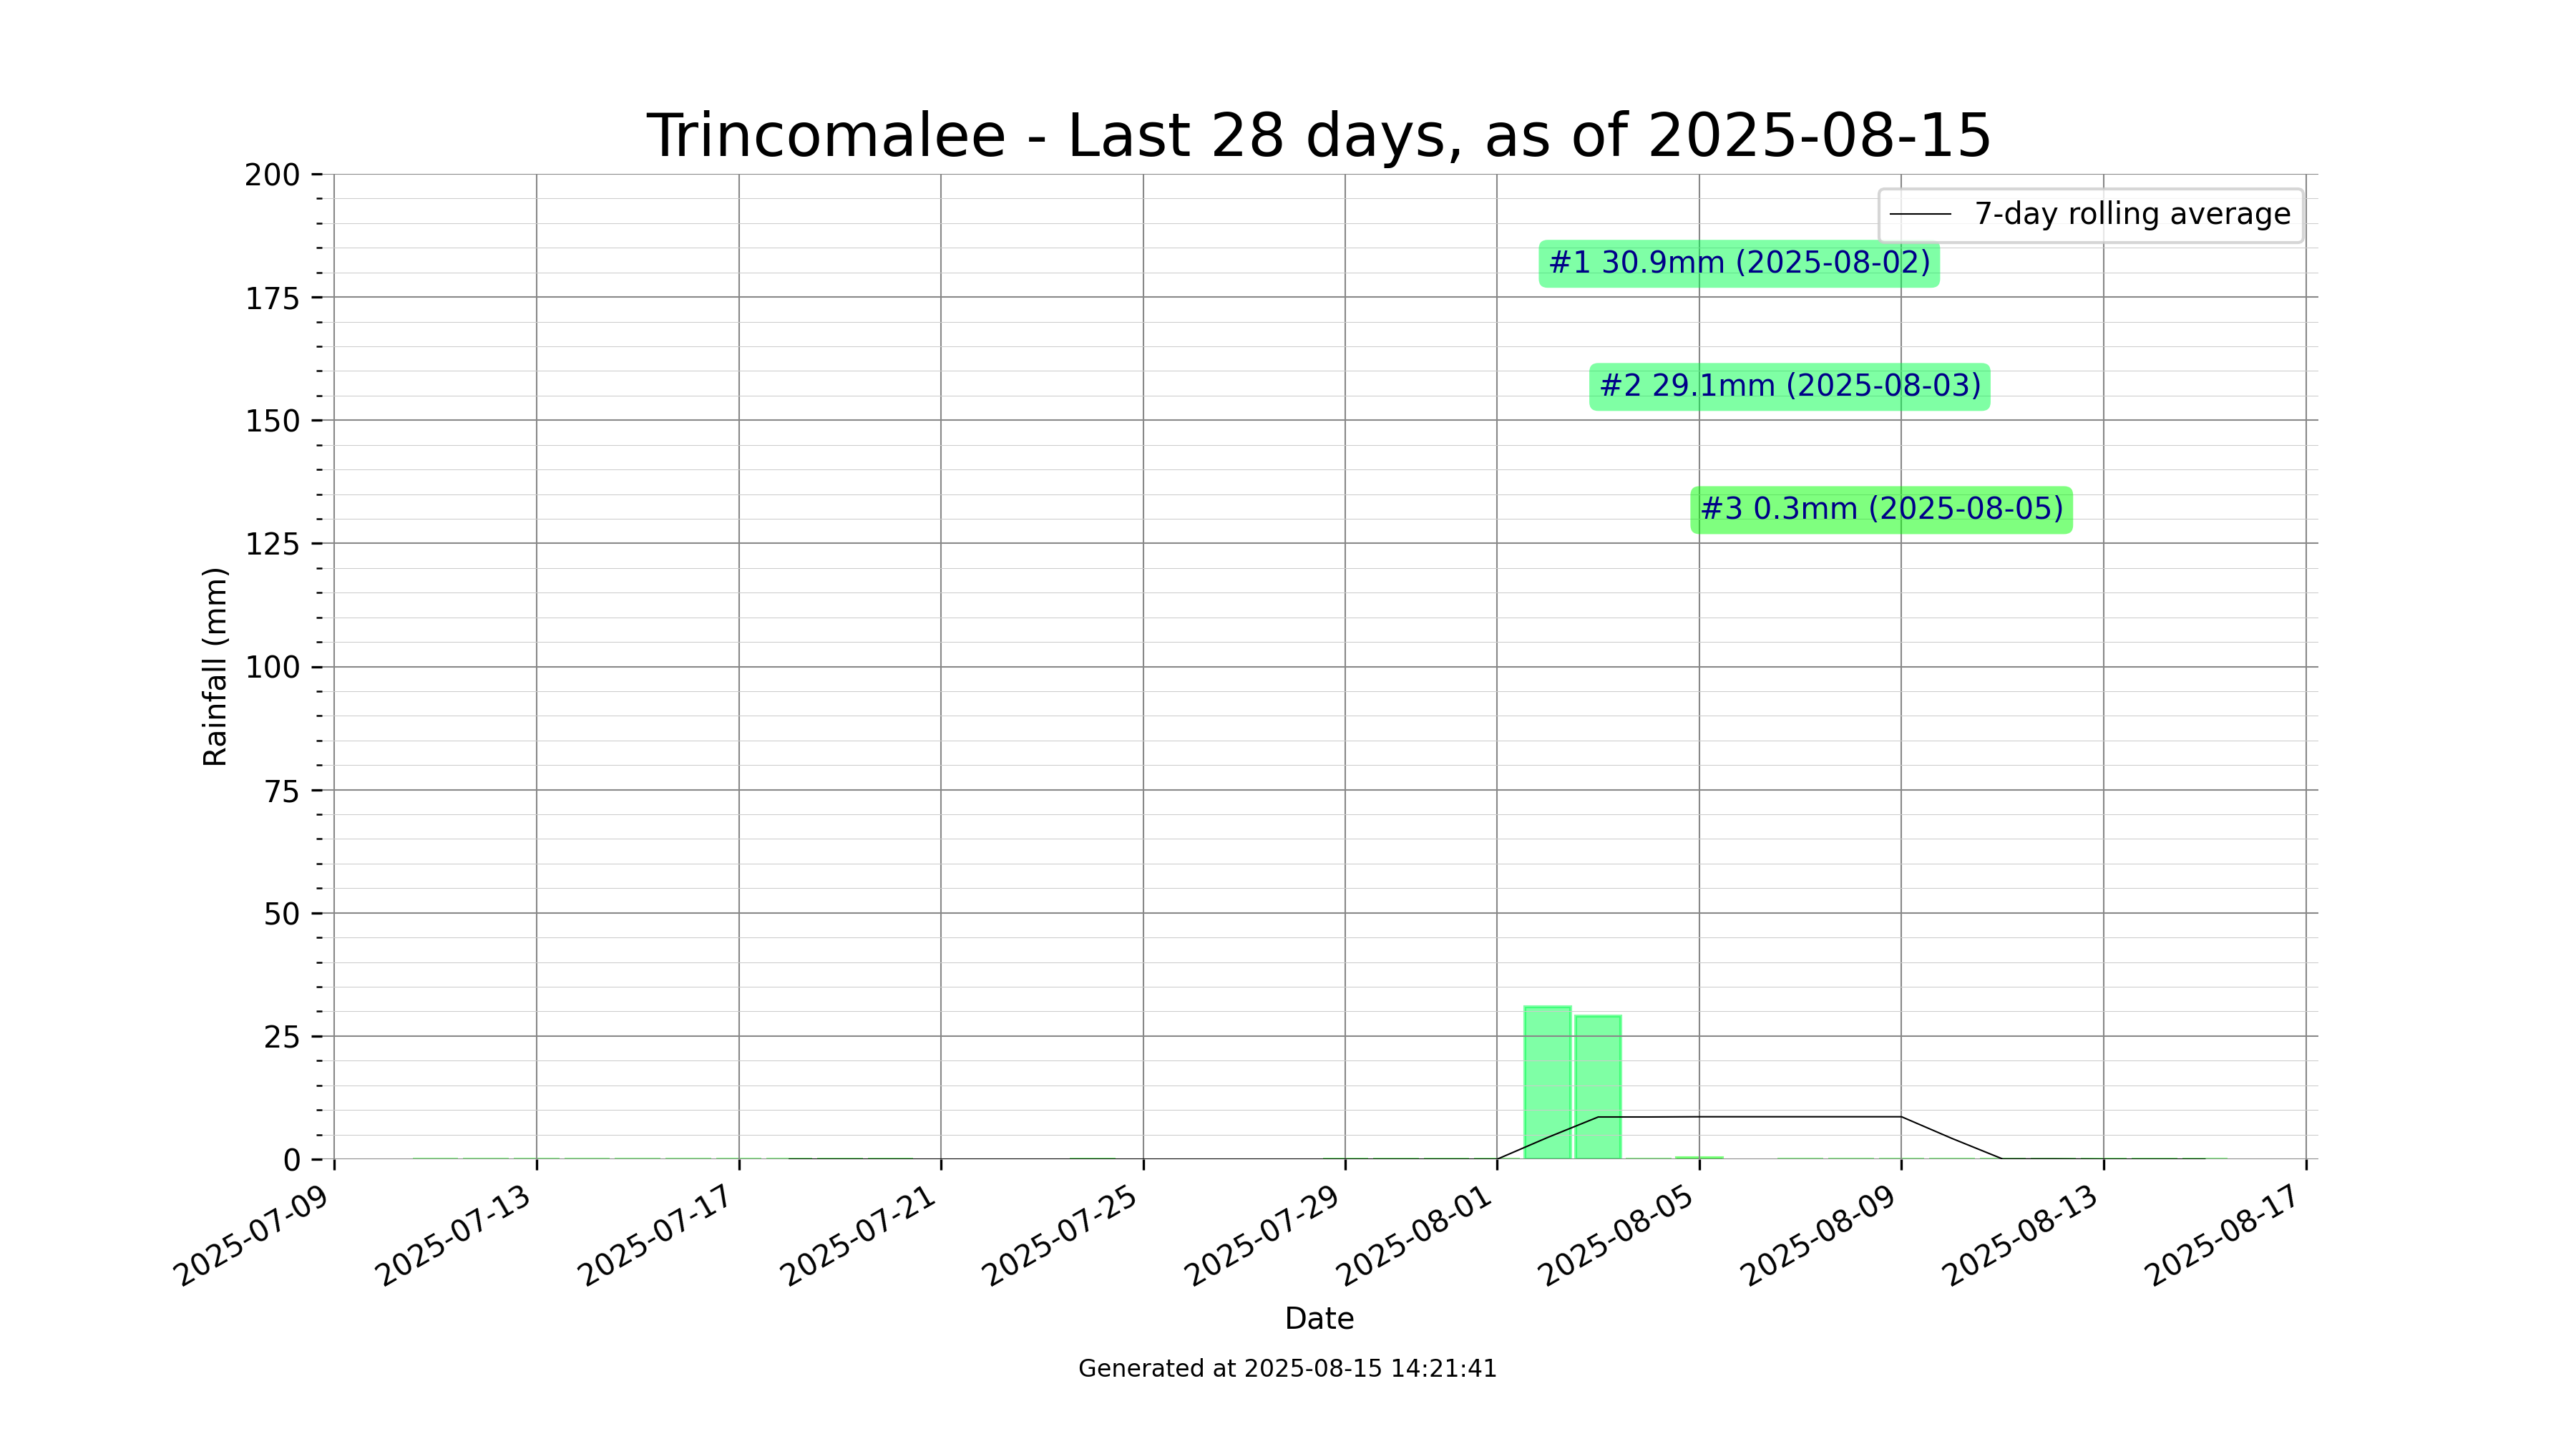 Trincomalee - Last 28 days, as of 2025-08-15
200
175
150
125
100
75
50
25
0
Rainfall (mm)
7-day rolling average
#1 30.9mm (2025-08-02)
#2 29.1mm (2025-08-03)
#3 0.3mm (2025-08-05)
2025-07-09
2025-07-13
2025-07-17
2025-07-21
2025-07-25
2025-07-29
2025-08-01
2025-08-05
2025-08-09
2025-08-13
2025-08-17
Date
Generated at 2025-08-15 14:21:41